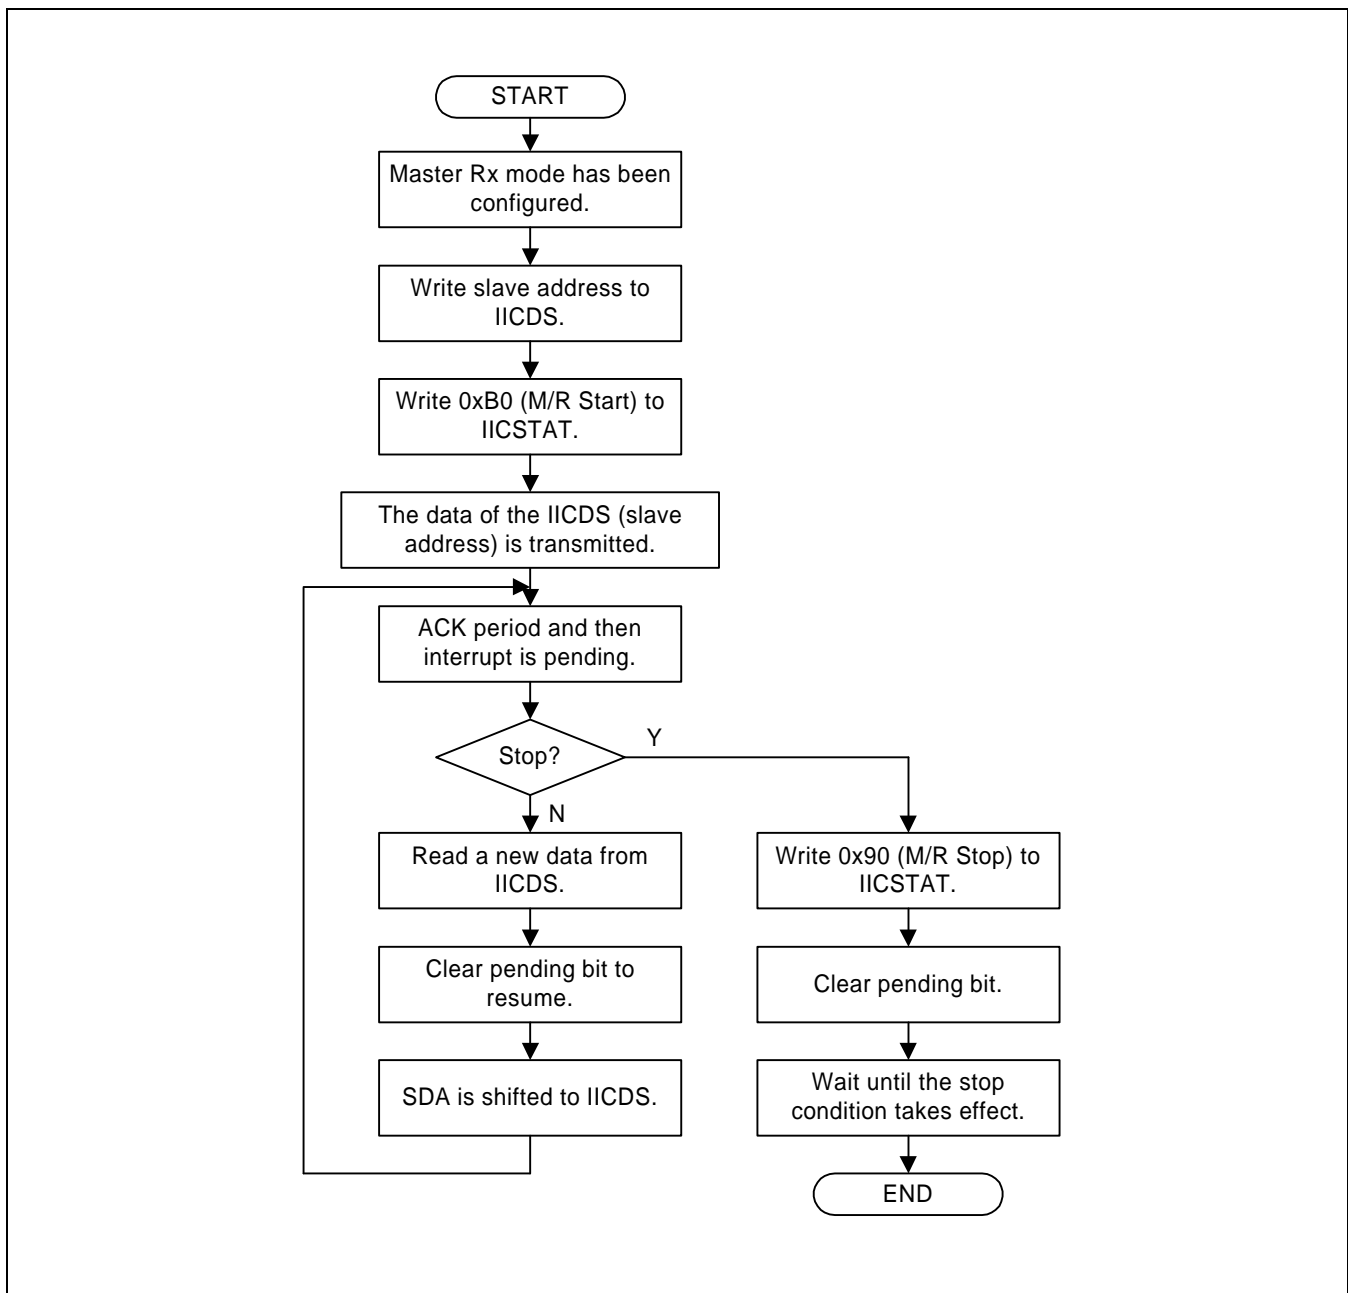 START
Master Rx mode has been
configured.
Write slave address to
IICDS.
Write 0xB0 (M/R Start) to
IICSTAT.
The data of the IICDS (slave
address) is transmitted.
ACK period and then
interrupt is pending.
Stop?
Y
N
Read a new data from
IICDS.
Clear pending bit to
resume.
SDA is shifted to IICDS.
Write 0x90 (M/R Stop) to
IICSTAT.
Clear pending bit.
Wait until the stop
condition takes effect.
END